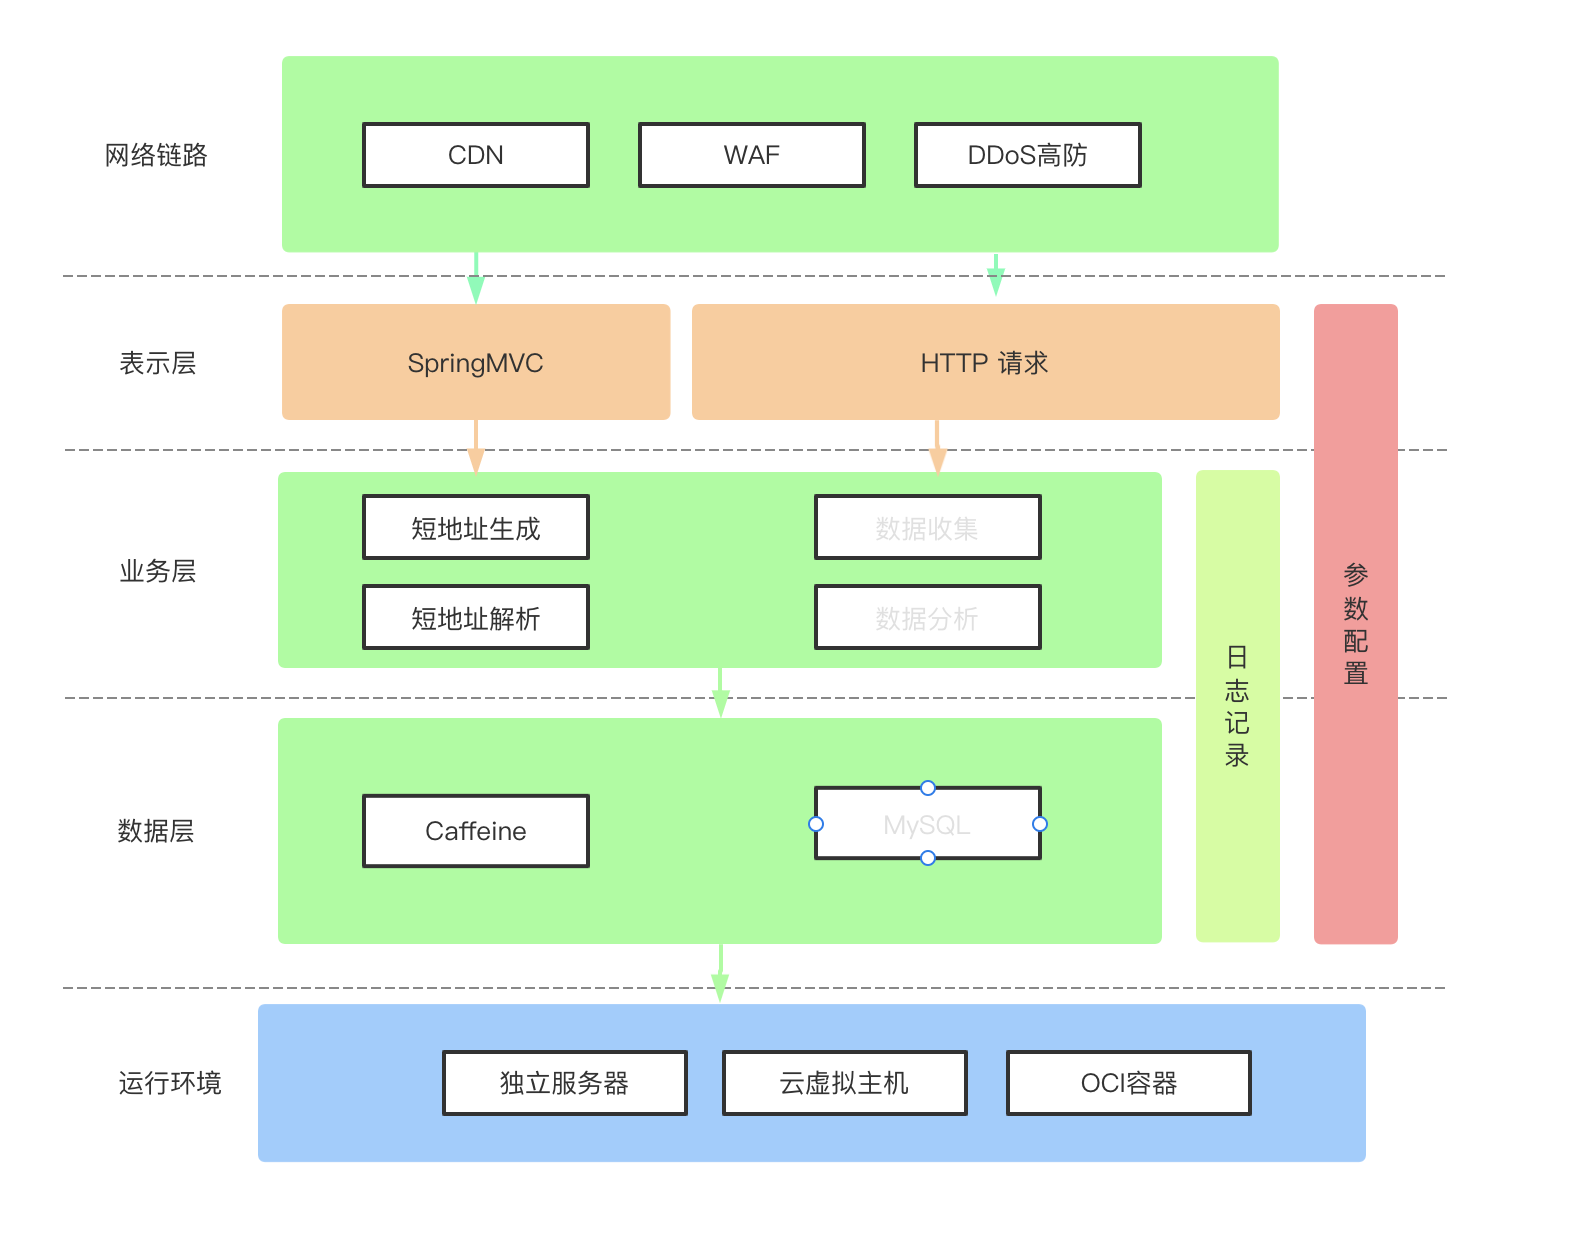 网络链路
CDN
WAF
DDoS高防
表示层
SpringMVC
HTTP 请求
业务层
短地址生成
数据收集
短地址解析
数据分析
数据层
Caffeine
MySQL
日志记录
参数配置
运行环境
独立服务器
云虚拟主机
OCI容器